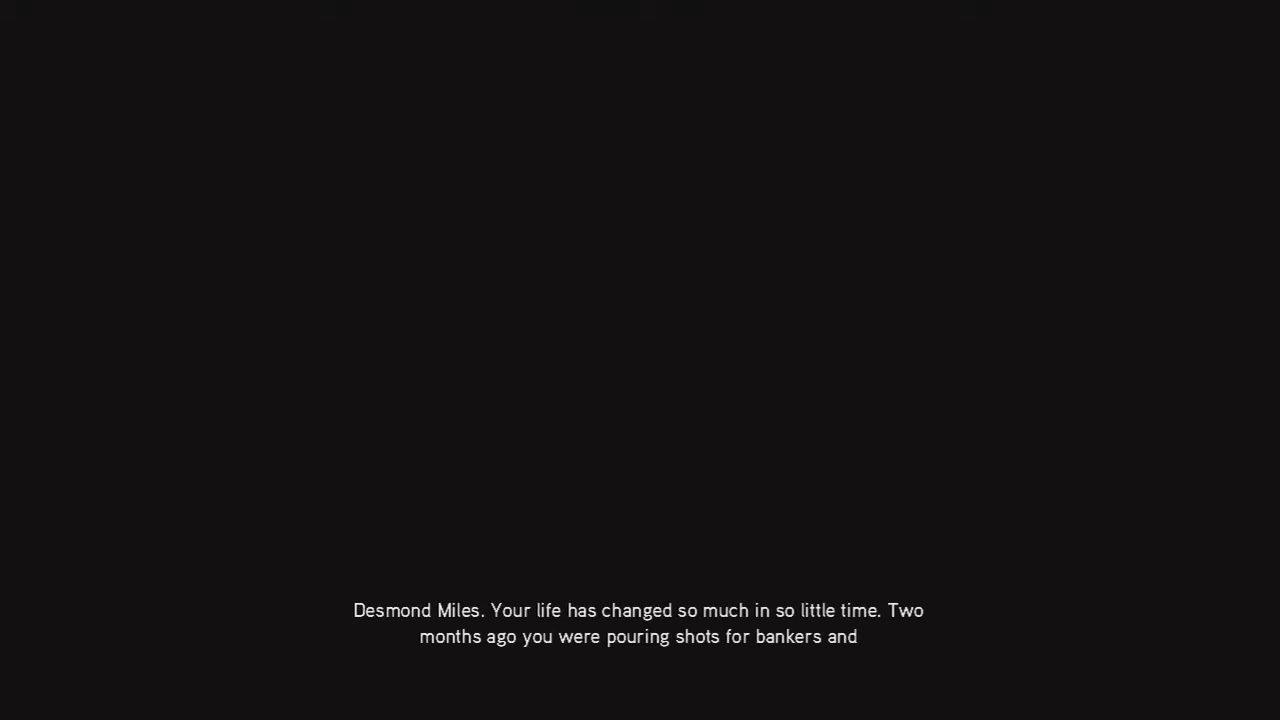 Desmond Miles. Your life has changed so much in so little time. Two
months ago you were pouring shots for bankers and